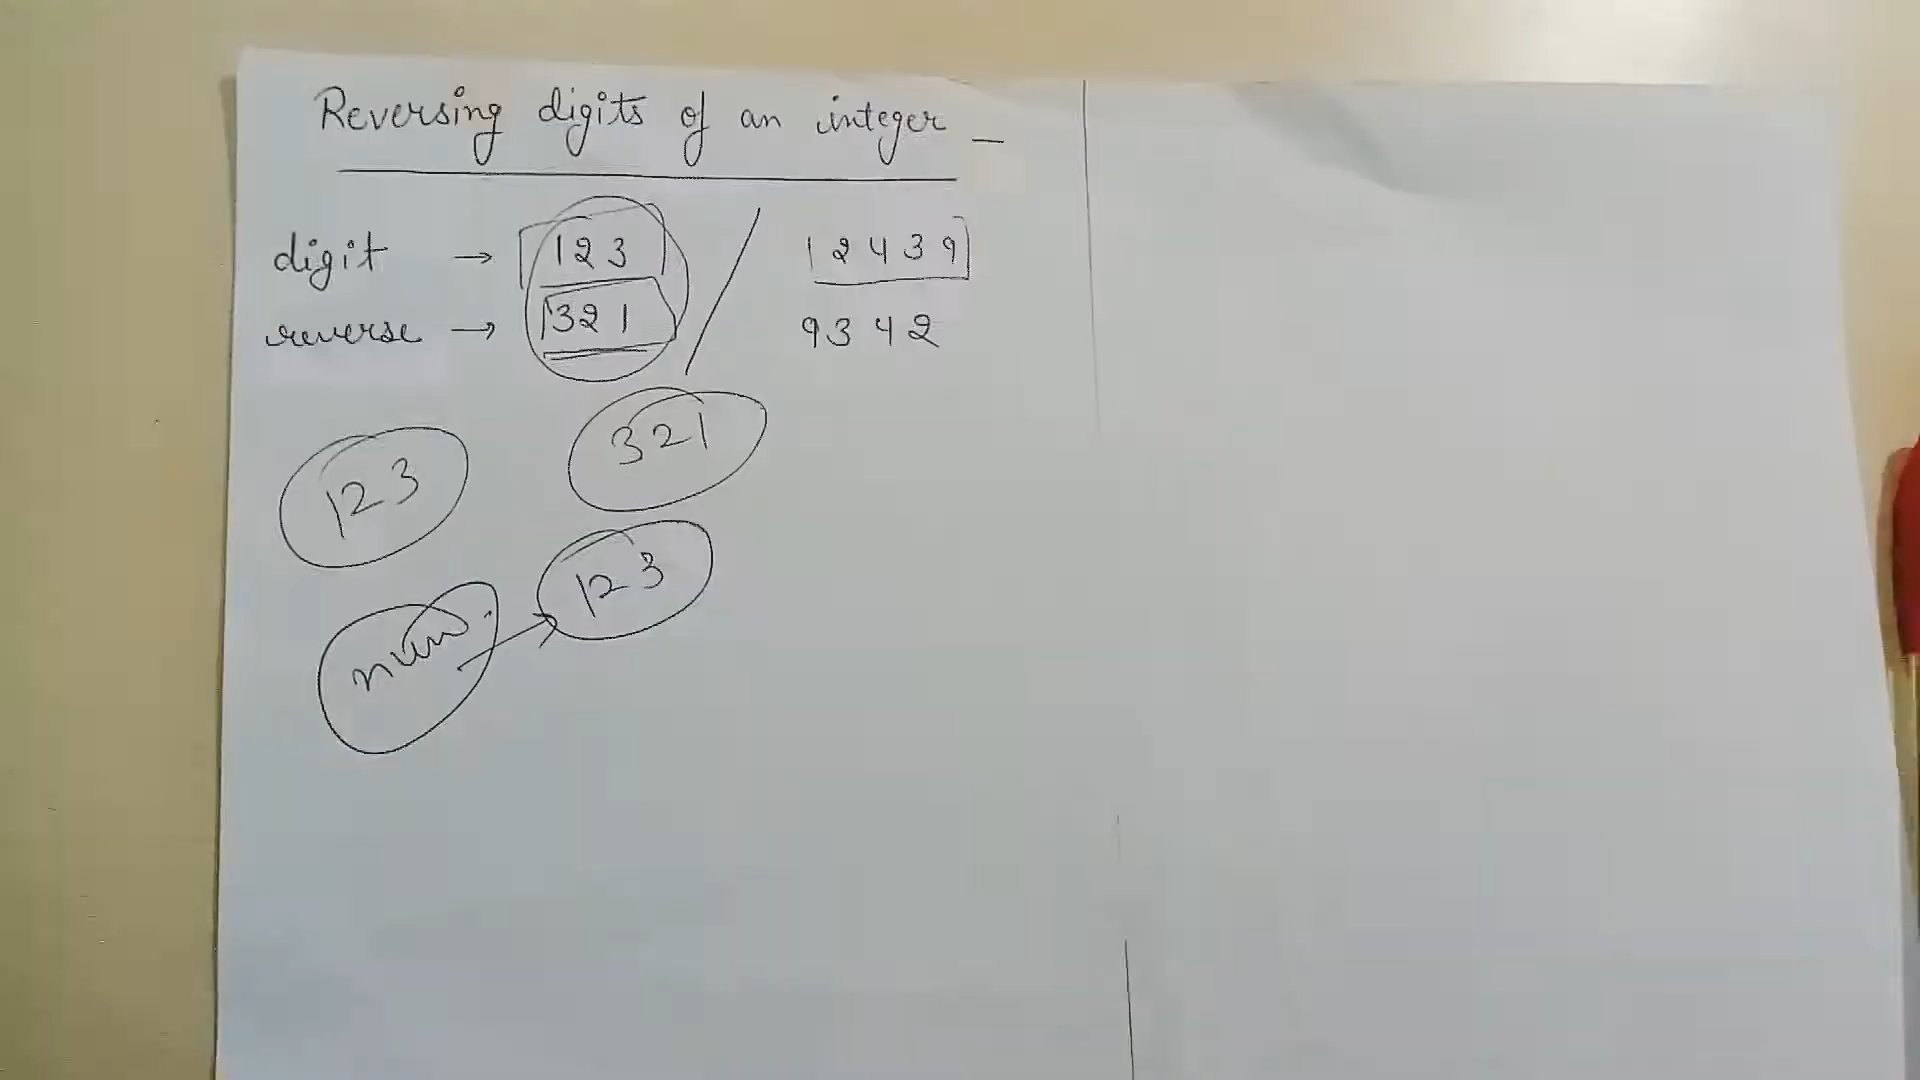 Reversing digits of an integer -
digit → 123 / 12439
reverse → 321 9342
123 321
num. → 123